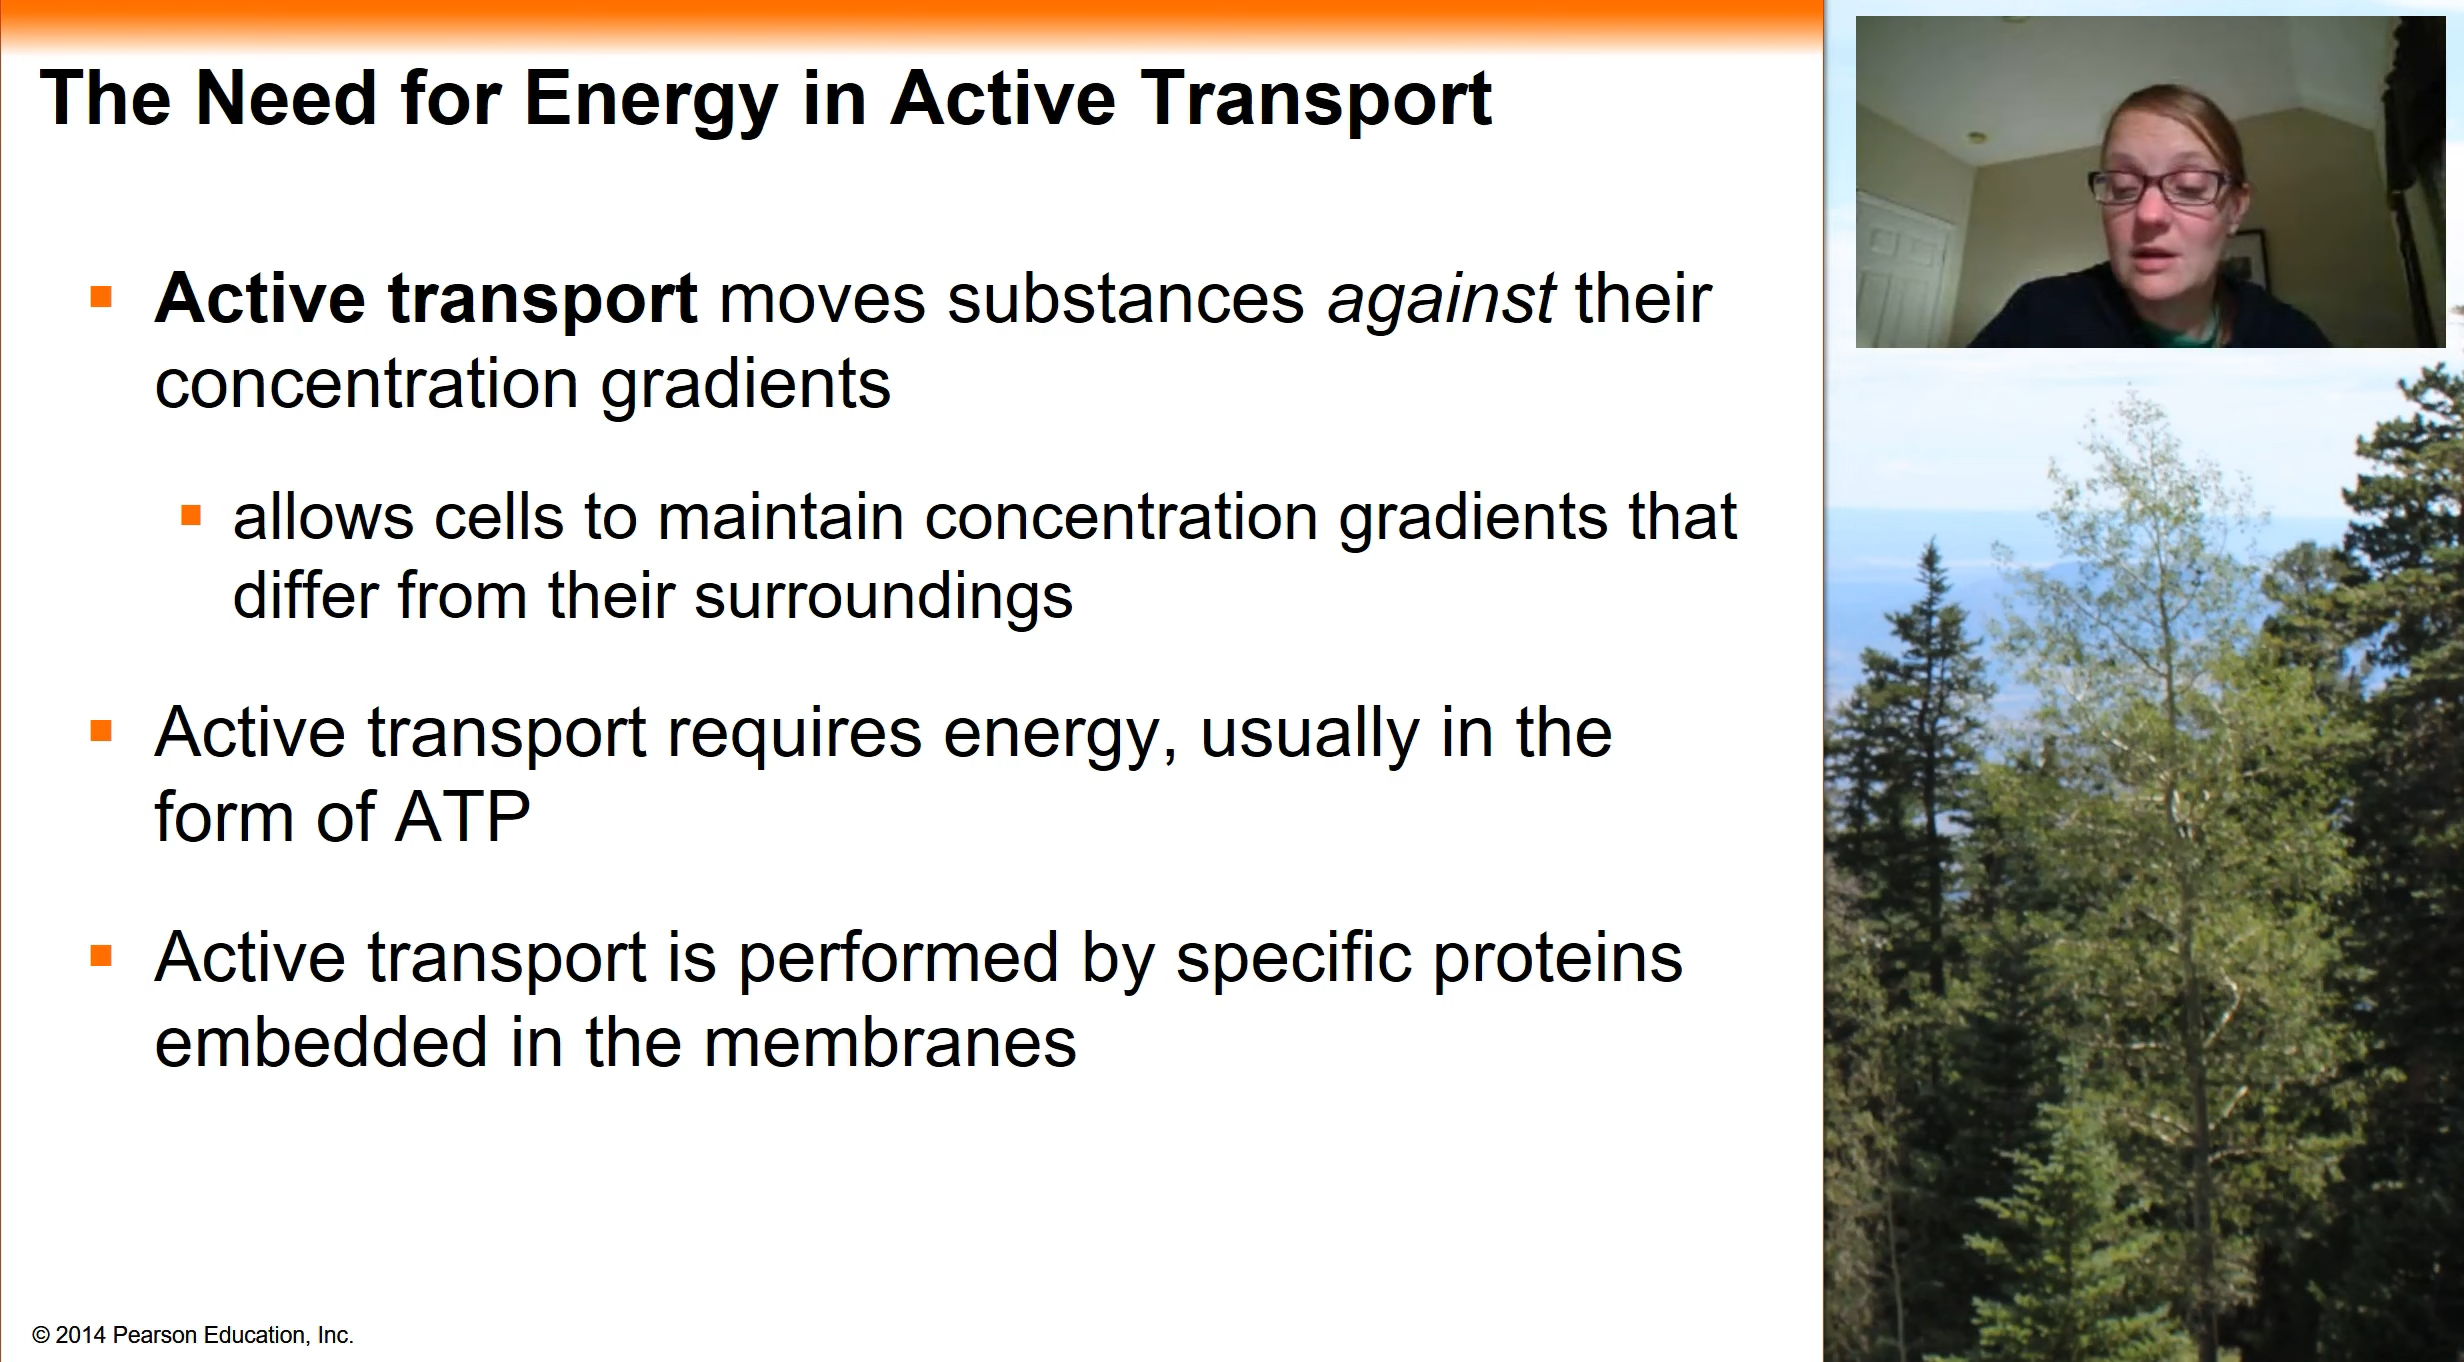 The Need for Energy in Active Transport
Active transport moves substances against their
concentration gradients
allows cells to maintain concentration gradients that
differ from their surroundings
Active transport requires energy, usually in the
form of ATP
Active transport is performed by specific proteins
embedded in the membranes
© 2014 Pearson Education, Inc.